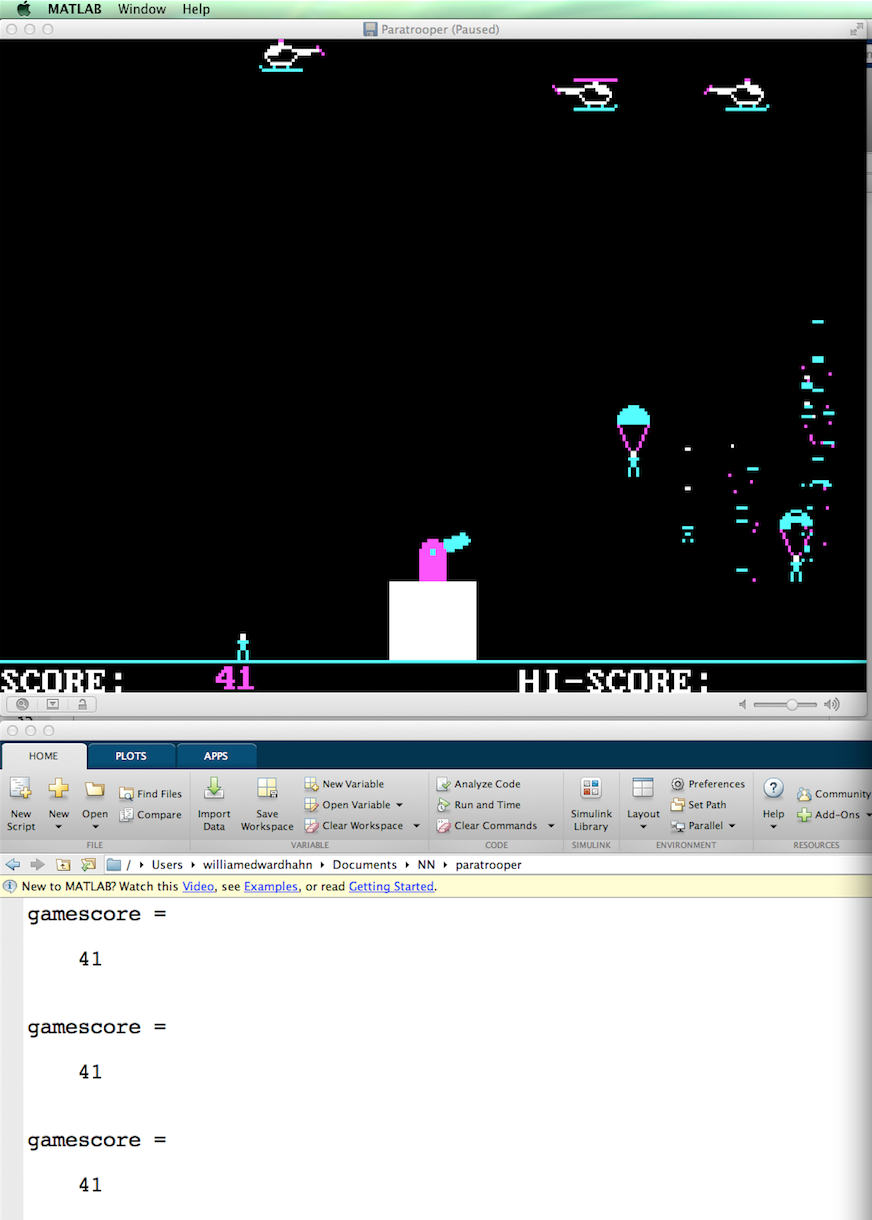 MATLAB Window Help
Paratrooper (Paused)
SCORE: 41 HI-SCORE:
HOME PLOTS APPS
New Script
New
Open
Find Files
Compare
FILE
Import Data
Save Workspace
New Variable
Open Variable
Clear Workspace
VARIABLE
Analyze Code
Run and Time
Clear Commands
CODE
Simulink Library
SIMULINK
Layout
Preferences
Set Path
Parallel
ENVIRONMENT
Help
Community
Add-Ons
RESOURCES
/ Users williamedwardhahn Documents NN paratrooper
New to MATLAB? Watch this Video, see Examples, or read Getting Started.
gamescore =
41
gamescore =
41
gamescore =
41